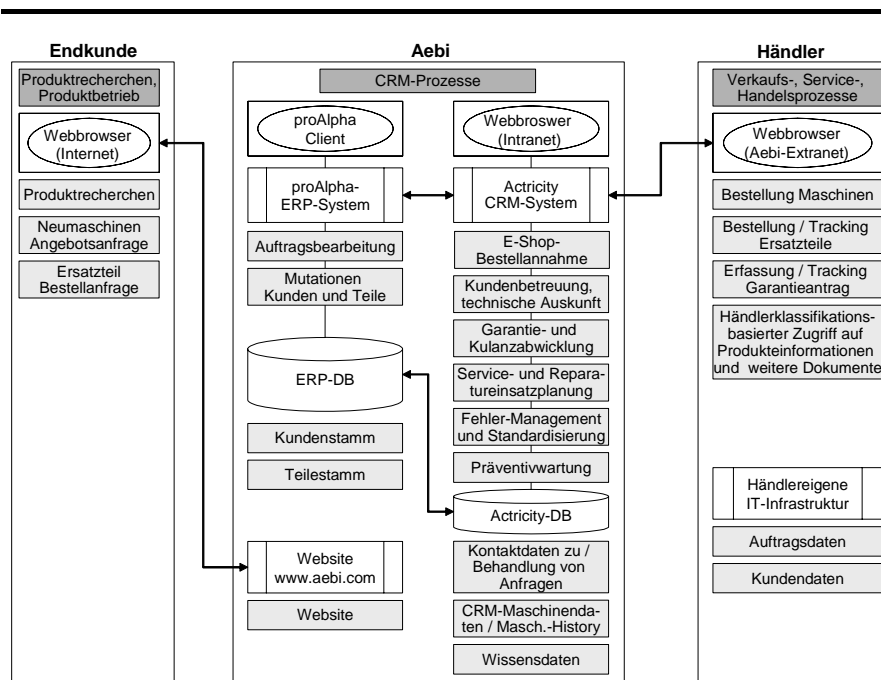 Endkunde
Produktrecherchen,
Produktbetrieb
Webbrowser
(Internet)
Produktrecherchen
Neumaschinen
Angebotsanfrage
Ersatzteil
Bestellanfrage
Aebi
CRM-Prozesse
proAlpha
Client
proAlpha-
ERP-System
Auftragsbearbeitung
Mutationen
Kunden und Teile
ERP-DB
Kundenstamm
Teilestamm
Website
www.aebi.com
Website
Webbroswer
(Intranet)
Actricity
CRM-System
E-Shop-
Bestellannahme
Kundenbetreuung,
technische Auskunft
Garantie- und
Kulanzabwicklung
Service- und Repara-
tureinsatzplanung
Fehler-Management
und Standardisierung
Präventivwartung
Actricity-DB
Kontaktdaten zu /
Behandlung von
Anfragen
CRM-Maschinenda-
ten / Masch.-History
Wissensdaten
Händler
Verkaufs-, Service-,
Handelsprozesse
Webbrowser
(Aebi-Extranet)
Bestellung Maschinen
Bestellung / Tracking
Ersatzteile
Erfassung / Tracking
Garantieantrag
Händlerklassifikations-
basierter Zugriff auf
Produkteinformationen
und weitere Dokumente
Händlereigene
IT-Infrastruktur
Auftragsdaten
Kundendaten